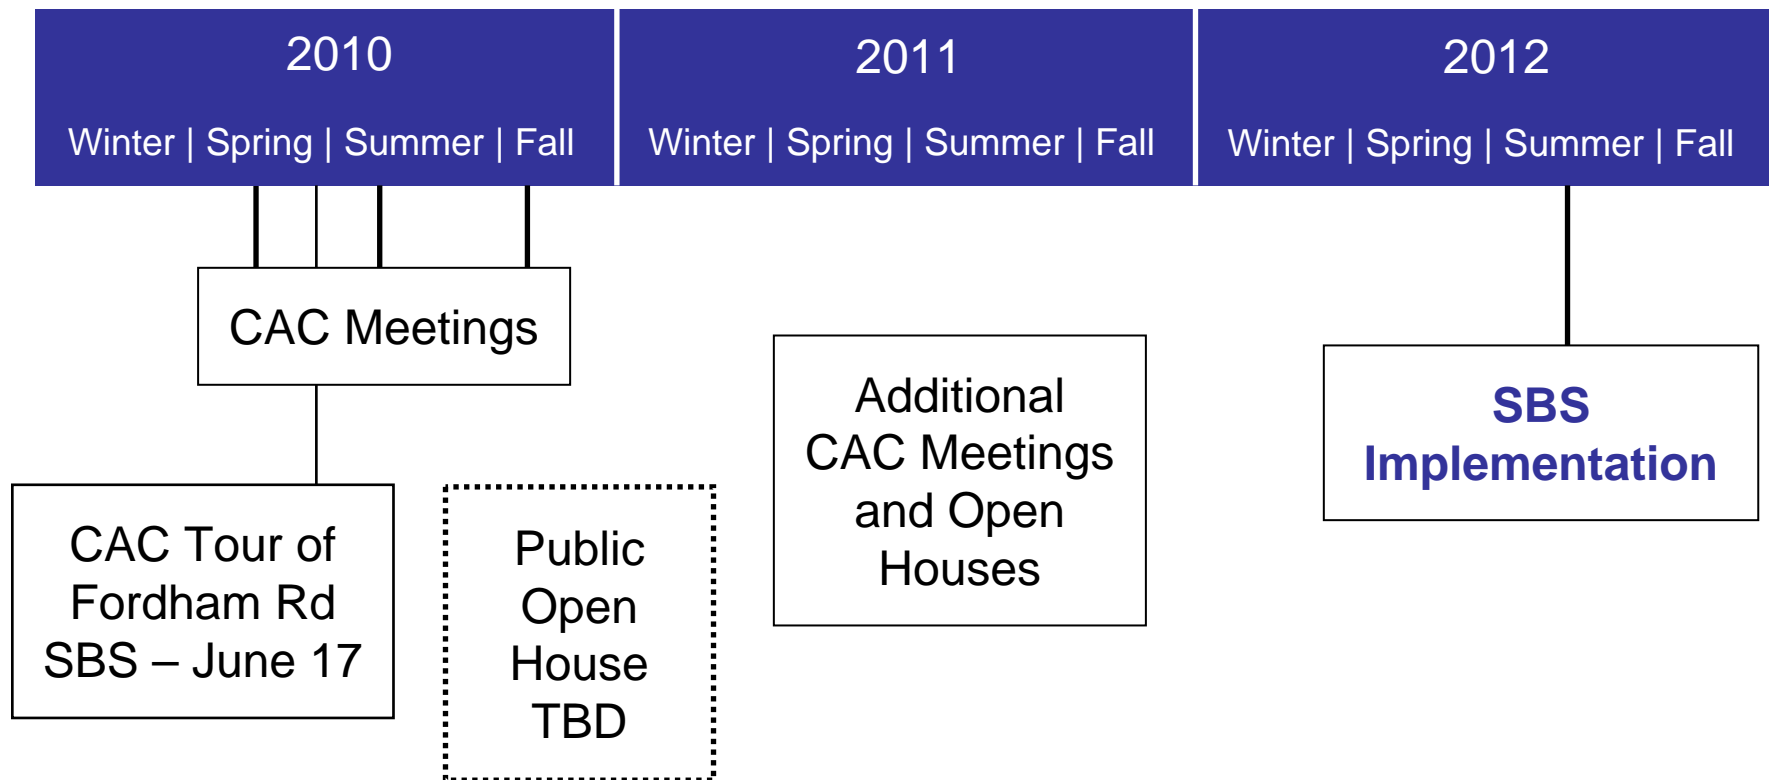 2010
Winter | Spring | Summer | Fall
2011
Winter | Spring | Summer | Fall
2012
Winter | Spring | Summer | Fall
CAC Meetings
CAC Tour of
Fordham Rd
SBS – June 17
Public
Open
House
TBD
Additional
CAC Meetings
and Open
Houses
SBS
Implementation